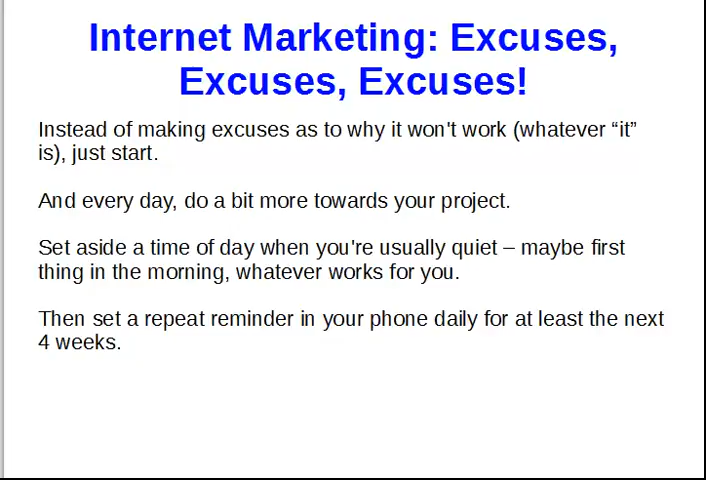 Internet Marketing: Excuses,
Excuses, Excuses!
Instead of making excuses as to why it won't work (whatever “it”
is), just start.
And every day, do a bit more towards your project.
Set aside a time of day when you're usually quiet – maybe first
thing in the morning, whatever works for you.
Then set a repeat reminder in your phone daily for at least the next
4 weeks.